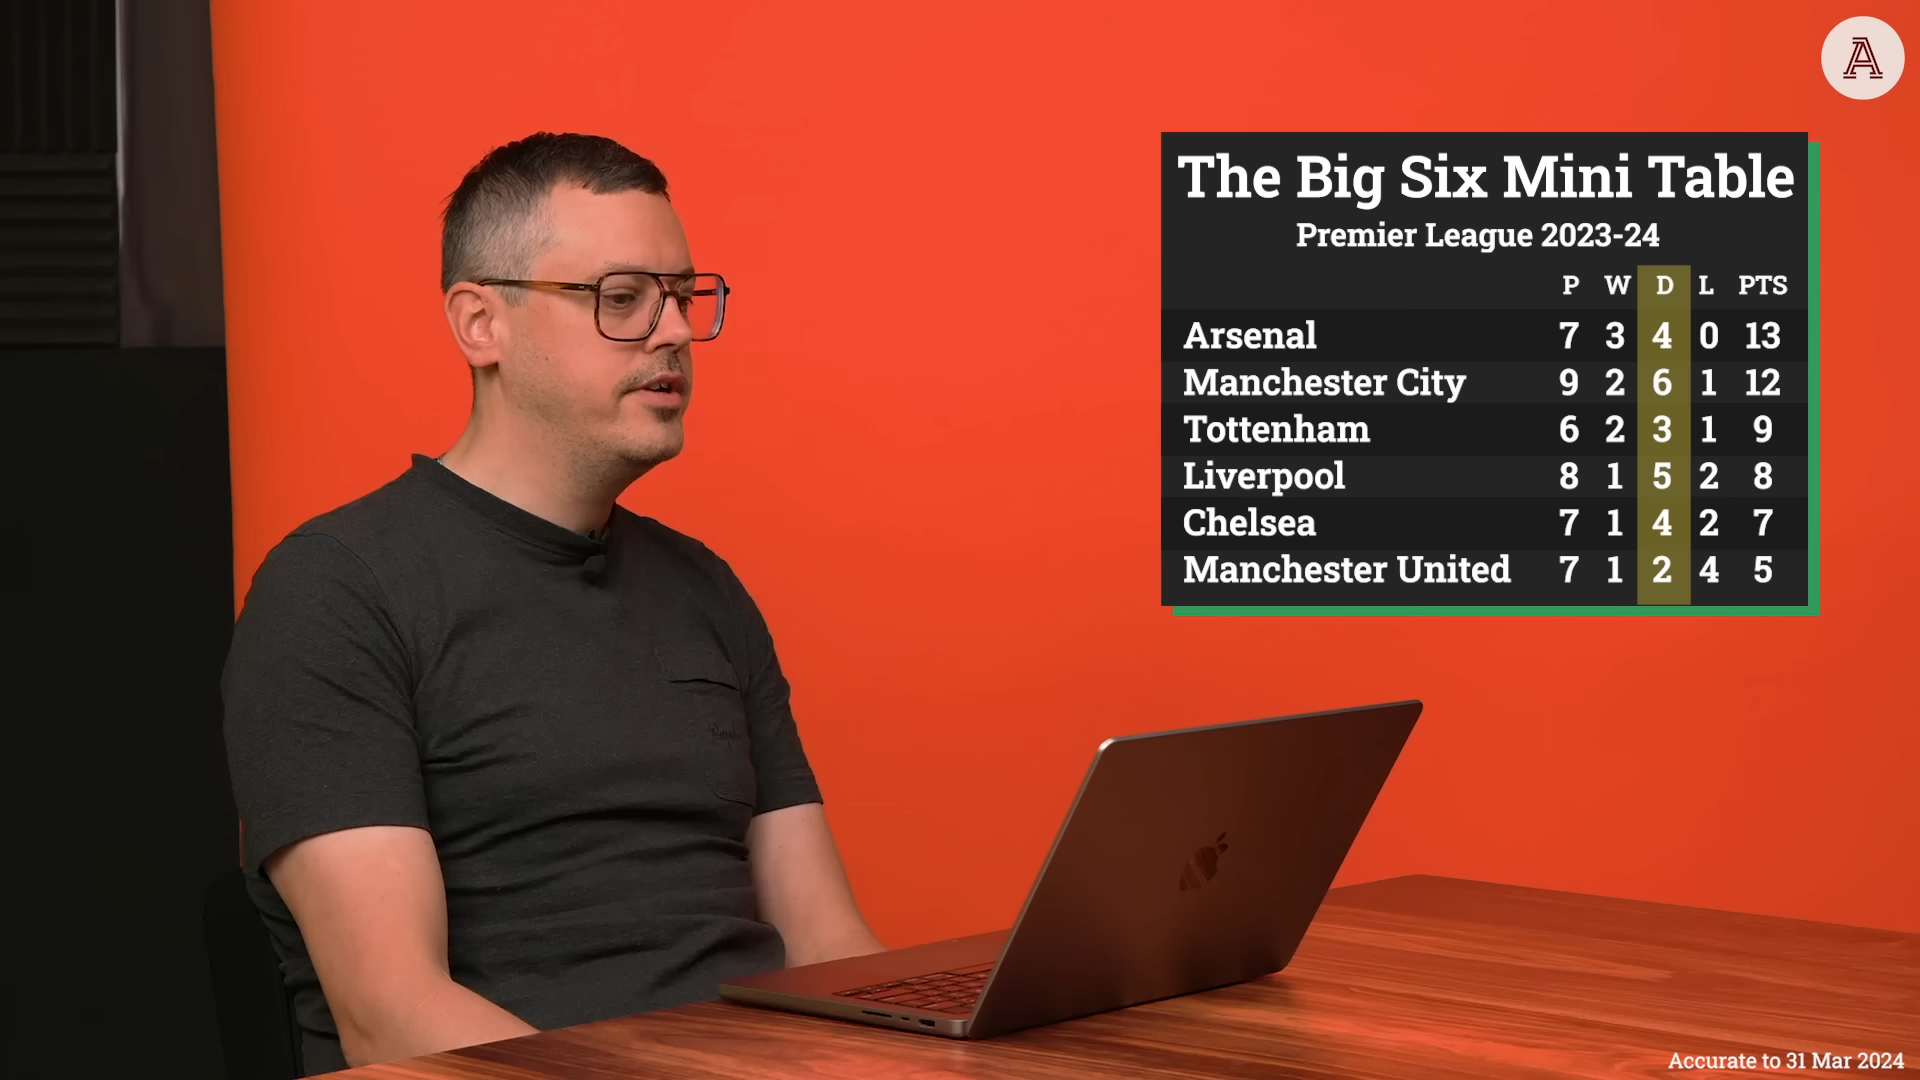 A
The Big Six Mini Table
Premier League 2023-24
P W D L PTS
Arsenal 7 3 4 0 13
Manchester City 9 2 6 1 12
Tottenham 6 2 3 1 9
Liverpool 8 1 5 2 8
Chelsea 7 1 4 2 7
Manchester United 7 1 2 4 5
Accurate to 31 Mar 2024